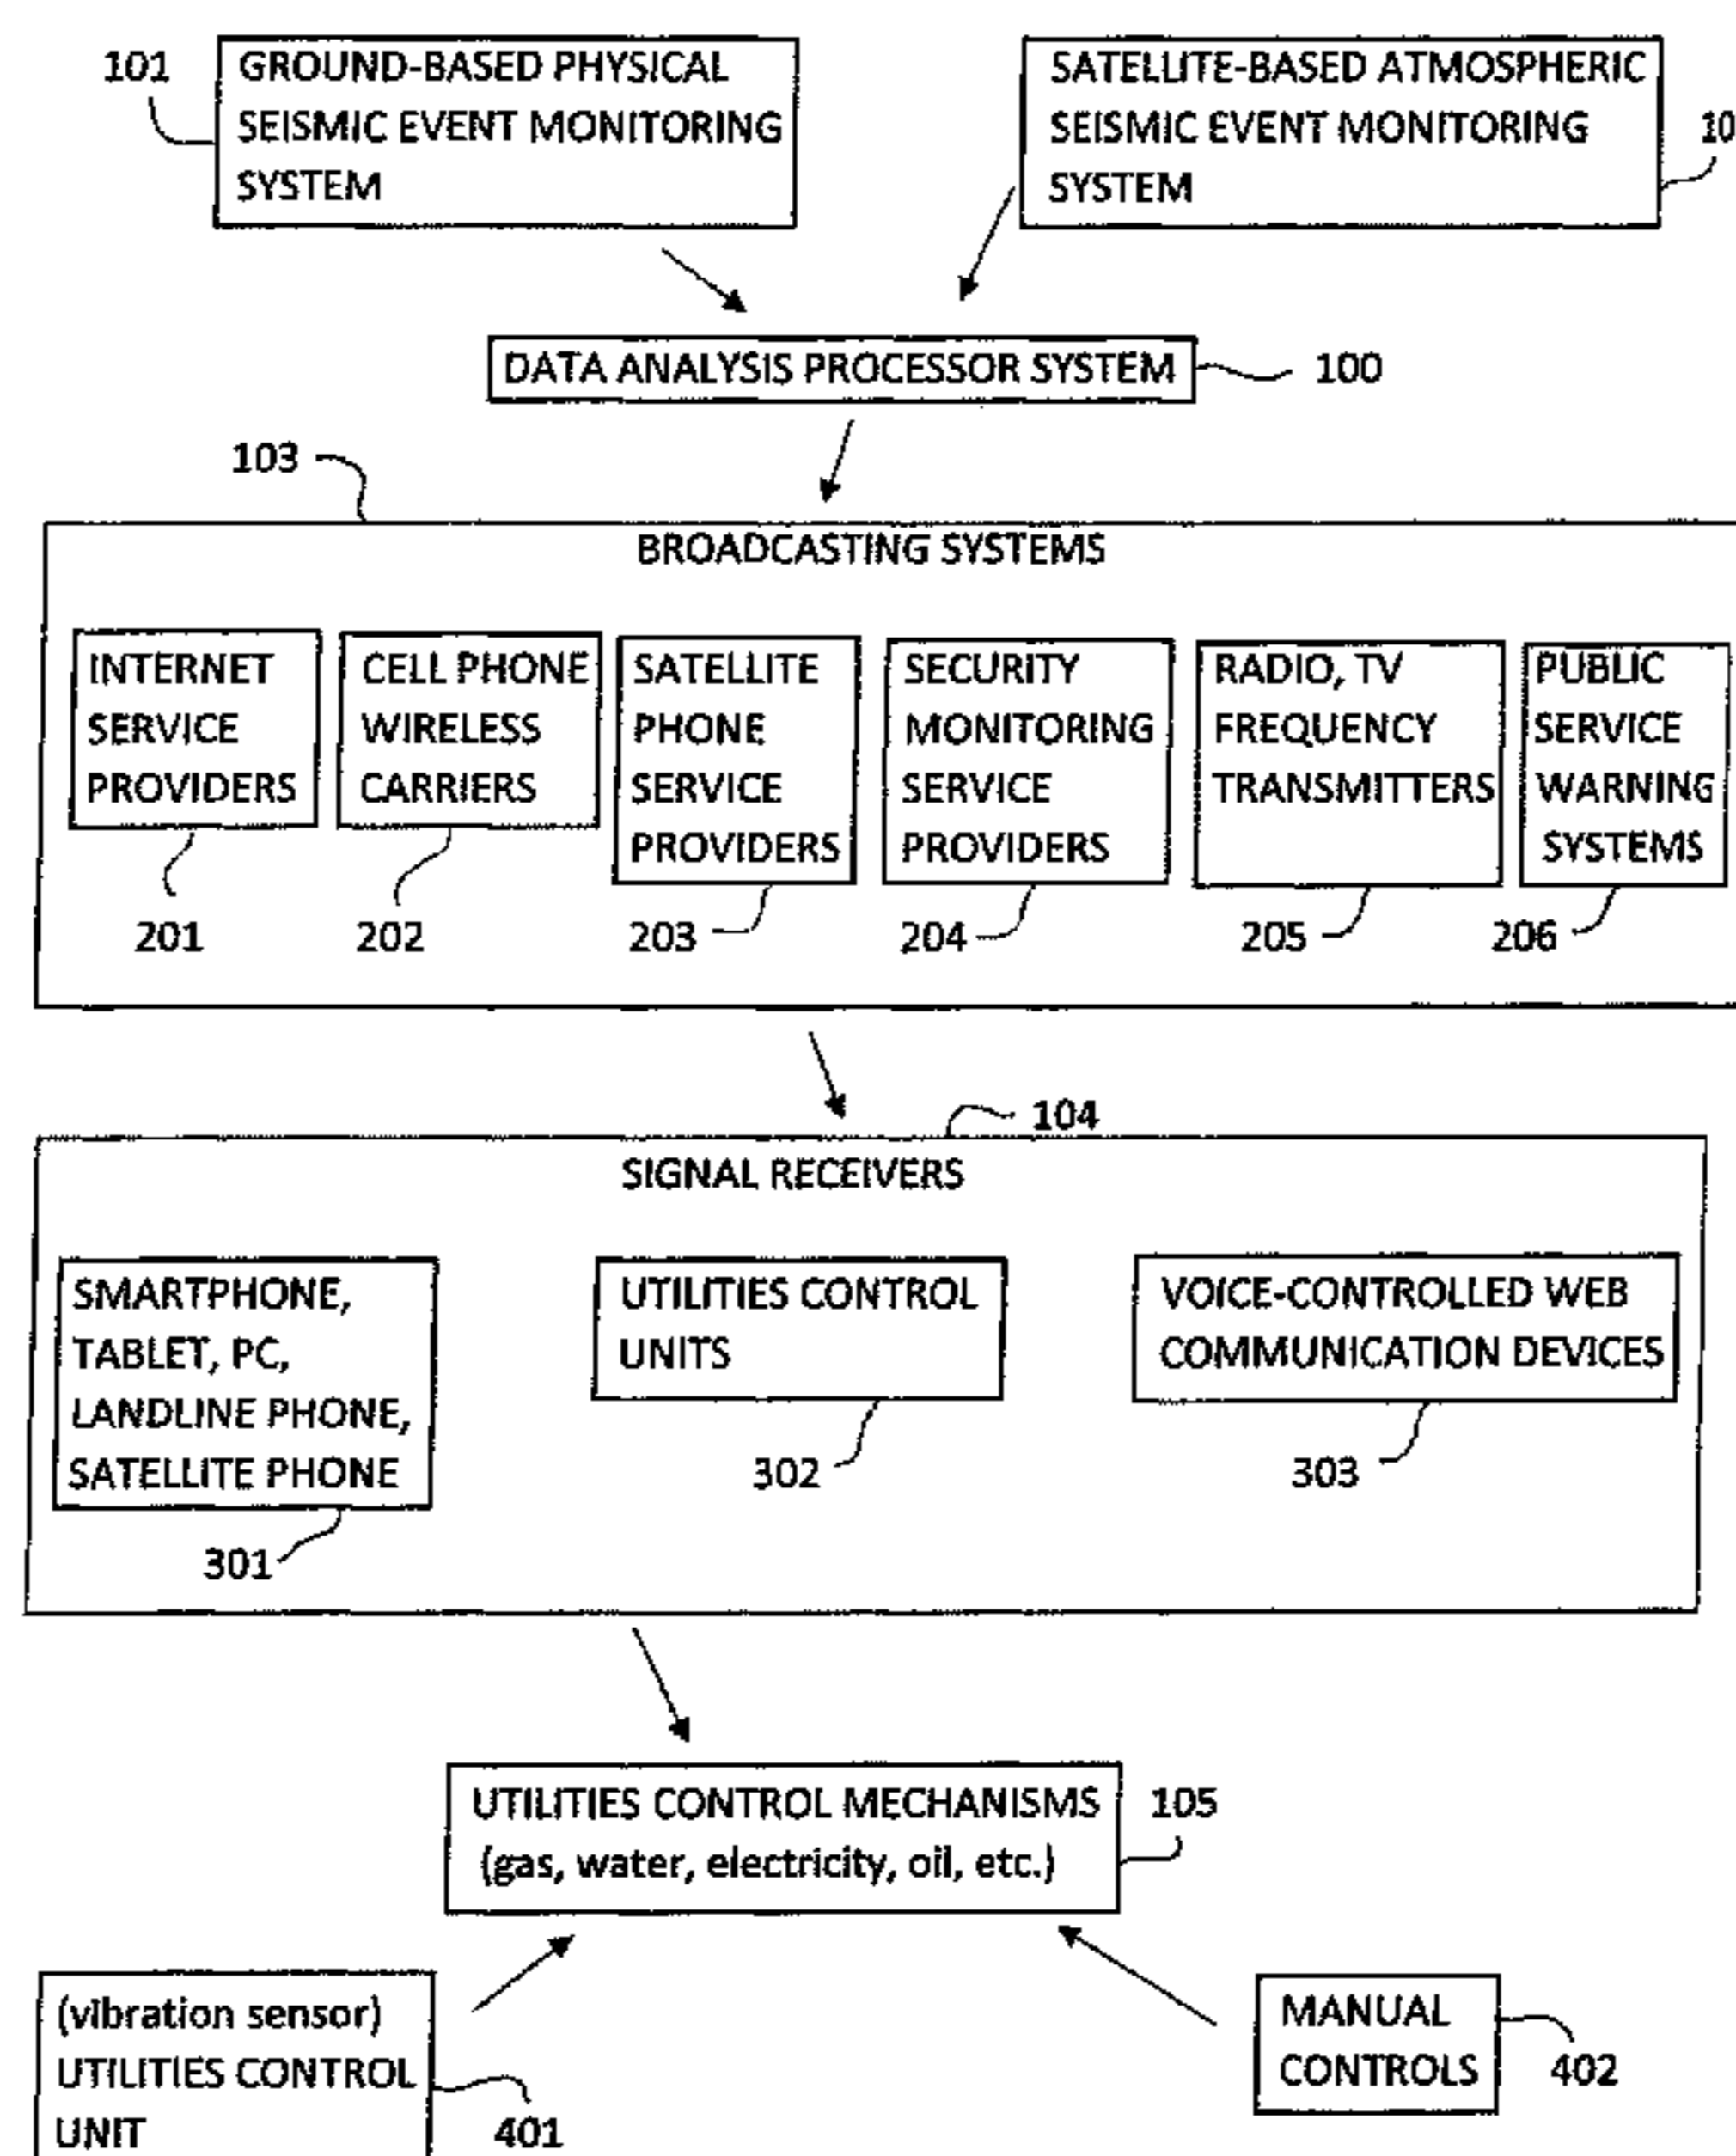 101
GROUND-BASED PHYSICAL
SEISMIC EVENT MONITORING
SYSTEM
SATELLITE-BASED ATMOSPHERIC
SEISMIC EVENT MONITORING
SYSTEM
DATA ANALYSIS PROCESSOR SYSTEM
100
103
BROADCASTING SYSTEMS
INTERNET
SERVICE
PROVIDERS
CELL PHONE
WIRELESS
CARRIERS
SATELLITE
PHONE
SERVICE
PROVIDERS
SECURITY
MONITORING
SERVICE
PROVIDERS
RADIO, TV
FREQUENCY
TRANSMITTERS
PUBLIC
SERVICE
WARNING
SYSTEMS
201
202
203
204
205
206
104
SIGNAL RECEIVERS
SMARTPHONE,
TABLET, PC,
LANDLINE PHONE,
SATELLITE PHONE
UTILITIES CONTROL
UNITS
VOICE-CONTROLLED WEB
COMMUNICATION DEVICES
301
302
303
UTILITIES CONTROL MECHANISMS
(gas, water, electricity, oil, etc.)
105
(vibration sensor)
UTILITIES CONTROL
UNIT
401
MANUAL
CONTROLS
402